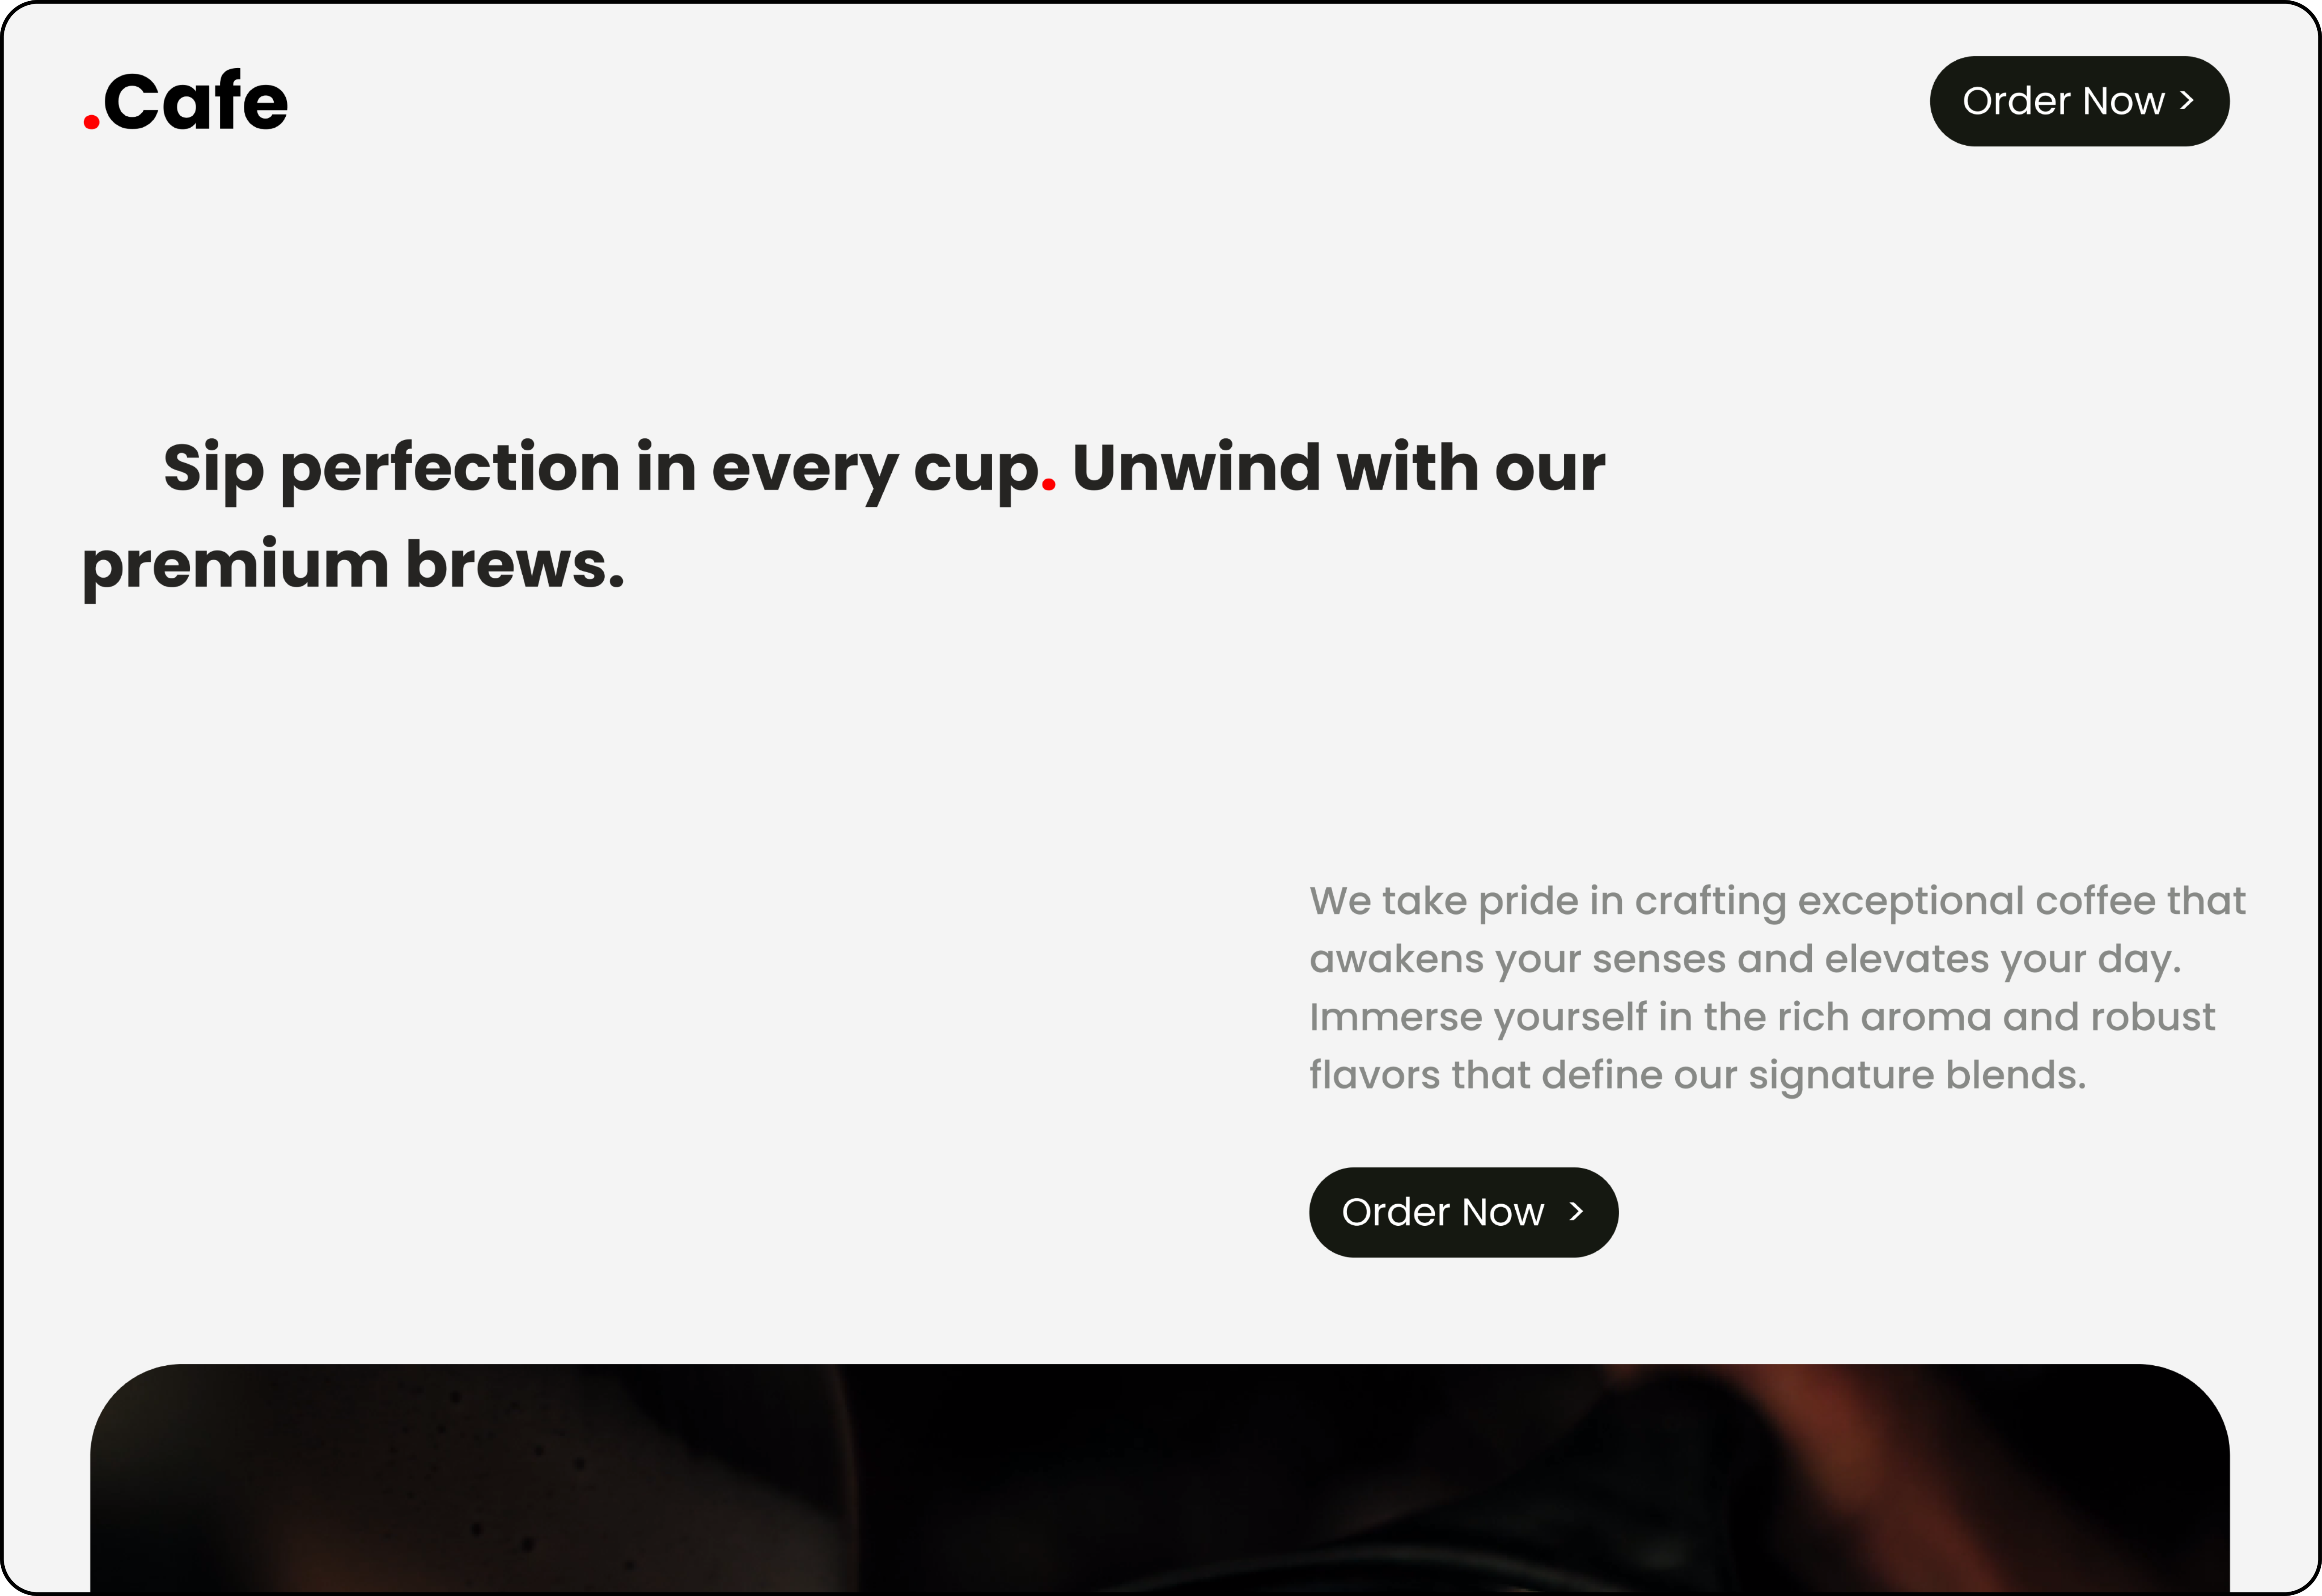 .Cafe
Order Now >
Sip perfection in every cup. Unwind with our
premium brews.
We take pride in crafting exceptional coffee that
awakens your senses and elevates your day.
Immerse yourself in the rich aroma and robust
flavors that define our signature blends.
Order Now >